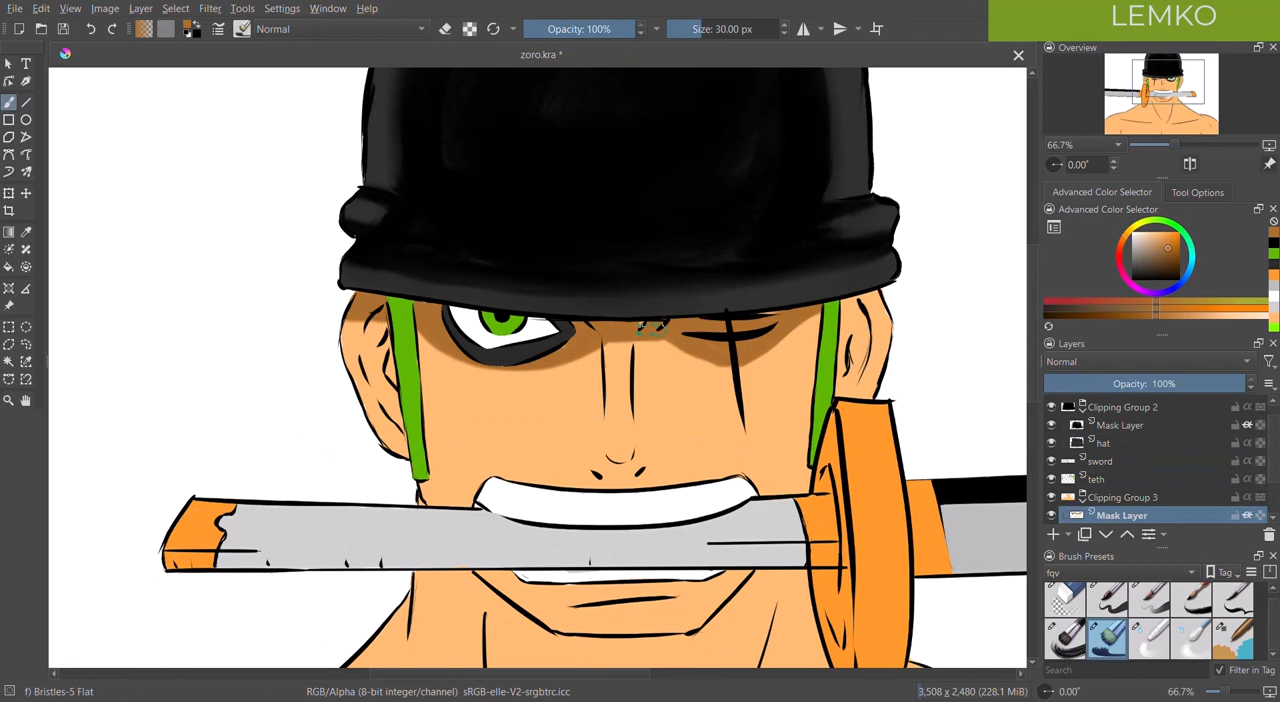 File Edit View Image Layer Select Filter Tools Settings Window Help
LEMKO
Normal
Opacity: 100%
Size: 30.00 px
zoro.kra *
Overview
66.7%
0.00°
Advanced Color Selector
Tool Options
Advanced Color Selector
Layers
Normal
Opacity: 100%
Clipping Group 2
Mask Layer
hat
sword
teth
Clipping Group 3
Mask Layer
Brush Presets
fqv
Tag
Search
Filter in Tag
f) Bristles-5 Flat
RGB/Alpha (8-bit integer/channel) sRGB-elle-V2-srgbtrc.icc
3,508 x 2,480 (228.1 MiB)
0.00°
66.7%